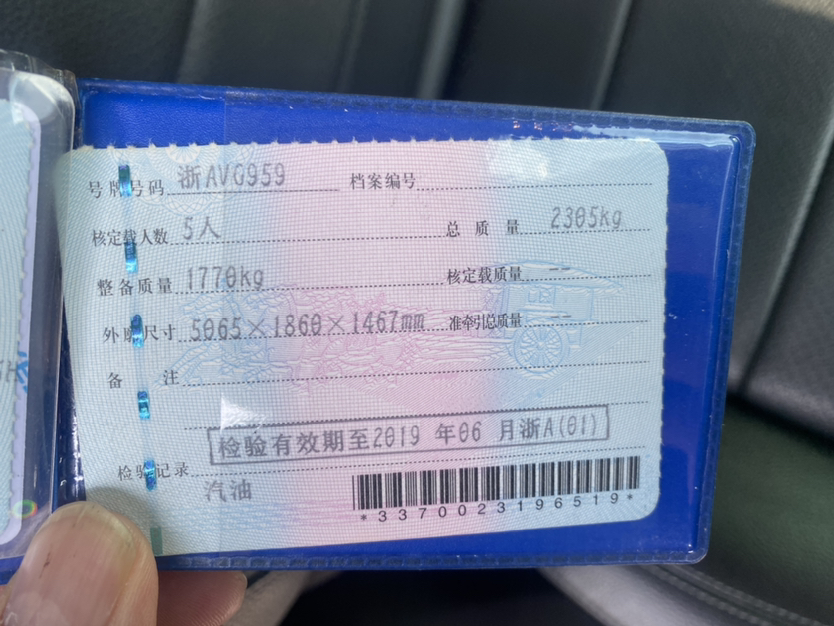 号牌号码 浙AV0959 档案编号
核定载人数 5人 总质量 2305kg
整备质量 1770kg 核定载质量 --
外廓尺寸 5065×1860×1467mm 准牵引总质量 --
备注
检验有效期至2019年06月浙A(01)
检验记录
汽油
*3370023196519*